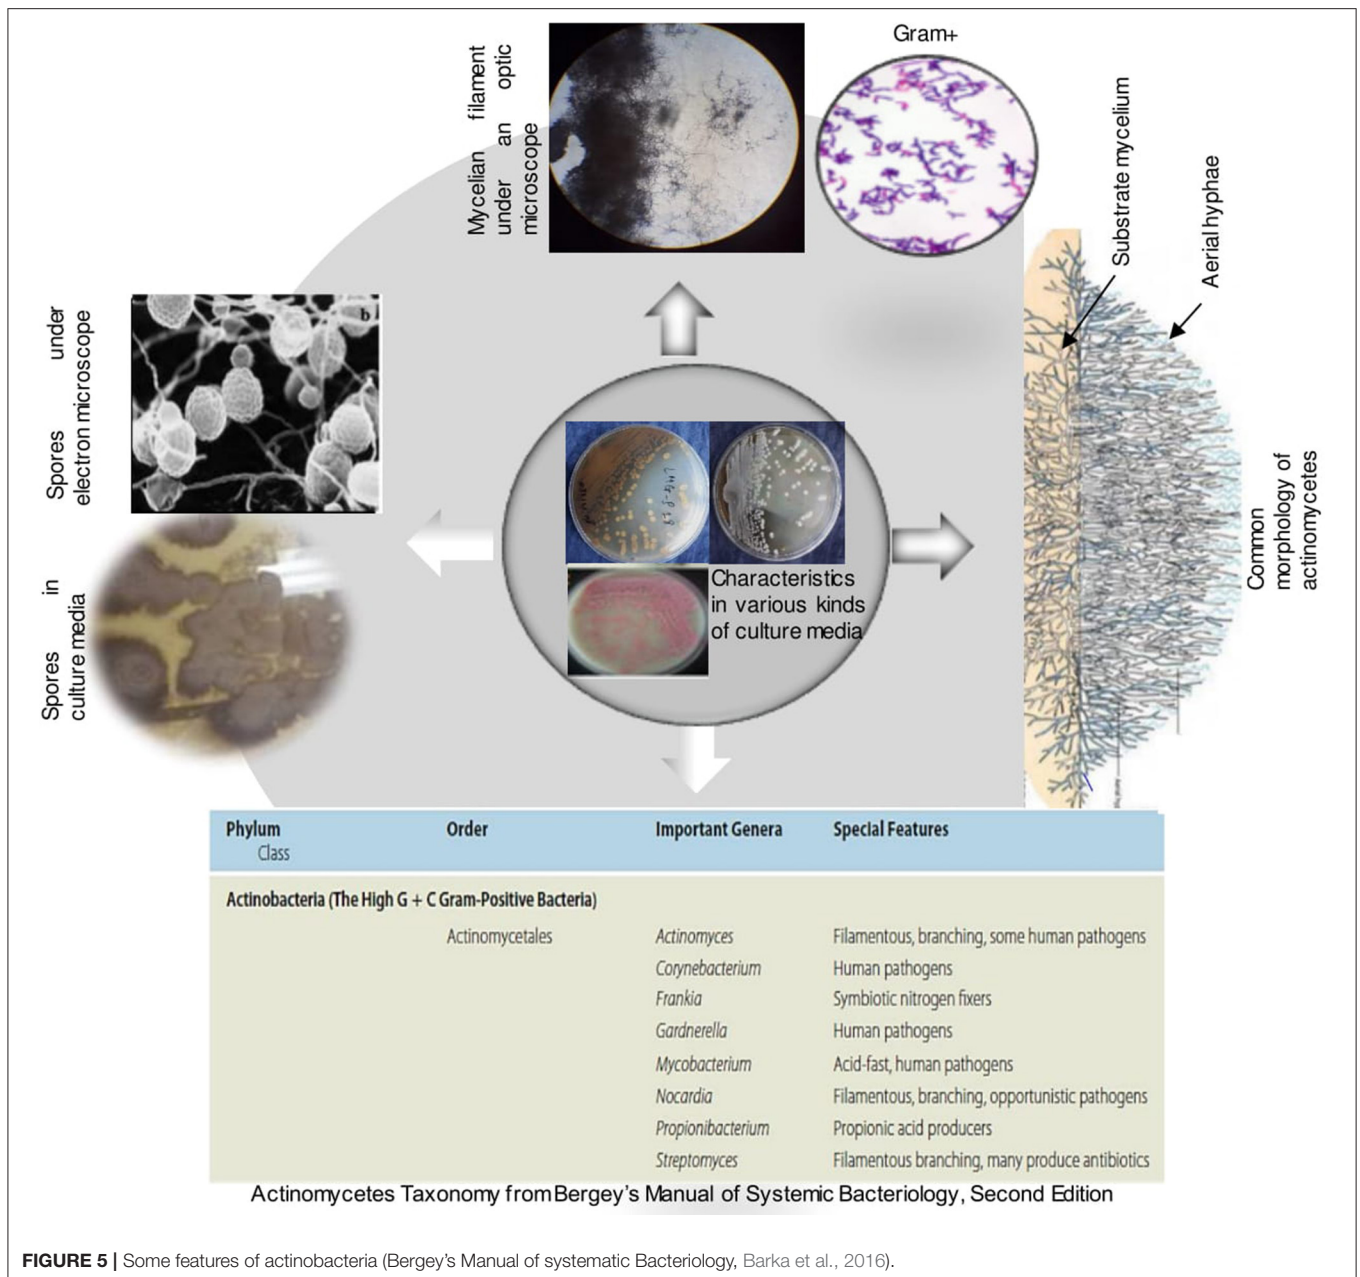 Mycelian filament
under an optic
microscope
Gram+
Substrate mycelium
Aerial hyphae
Spores under
electron microscope
b
Characteristics
in various kinds
of culture media
Common
morphology of
actinomycetes
Spores in
culture media
Phylum Order Important Genera Special Features
Class
Actinobacteria (The High G + C Gram-Positive Bacteria)
Actinomycetales Actinomyces Filamentous, branching, some human pathogens
Corynebacterium Human pathogens
Frankia Symbiotic nitrogen fixers
Gardnerella Human pathogens
Mycobacterium Acid-fast, human pathogens
Nocardia Filamentous, branching, opportunistic pathogens
Propionibacterium Propionic acid producers
Streptomyces Filamentous branching, many produce antibiotics
Actinomycetes Taxonomy from Bergey's Manual of Systemic Bacteriology, Second Edition
FIGURE 5 | Some features of actinobacteria (Bergey's Manual of systematic Bacteriology, Barka et al., 2016).